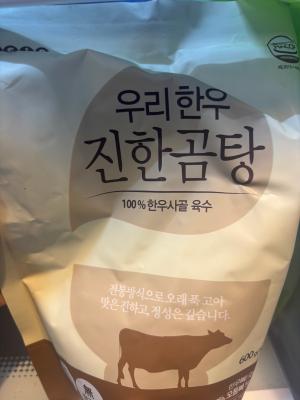 우리 한우
진한곰탕
100% 한우사골 육수
전통방식으로 오래 푹 고아
맛은 진하고, 정성은 깊습니다.
600g
無